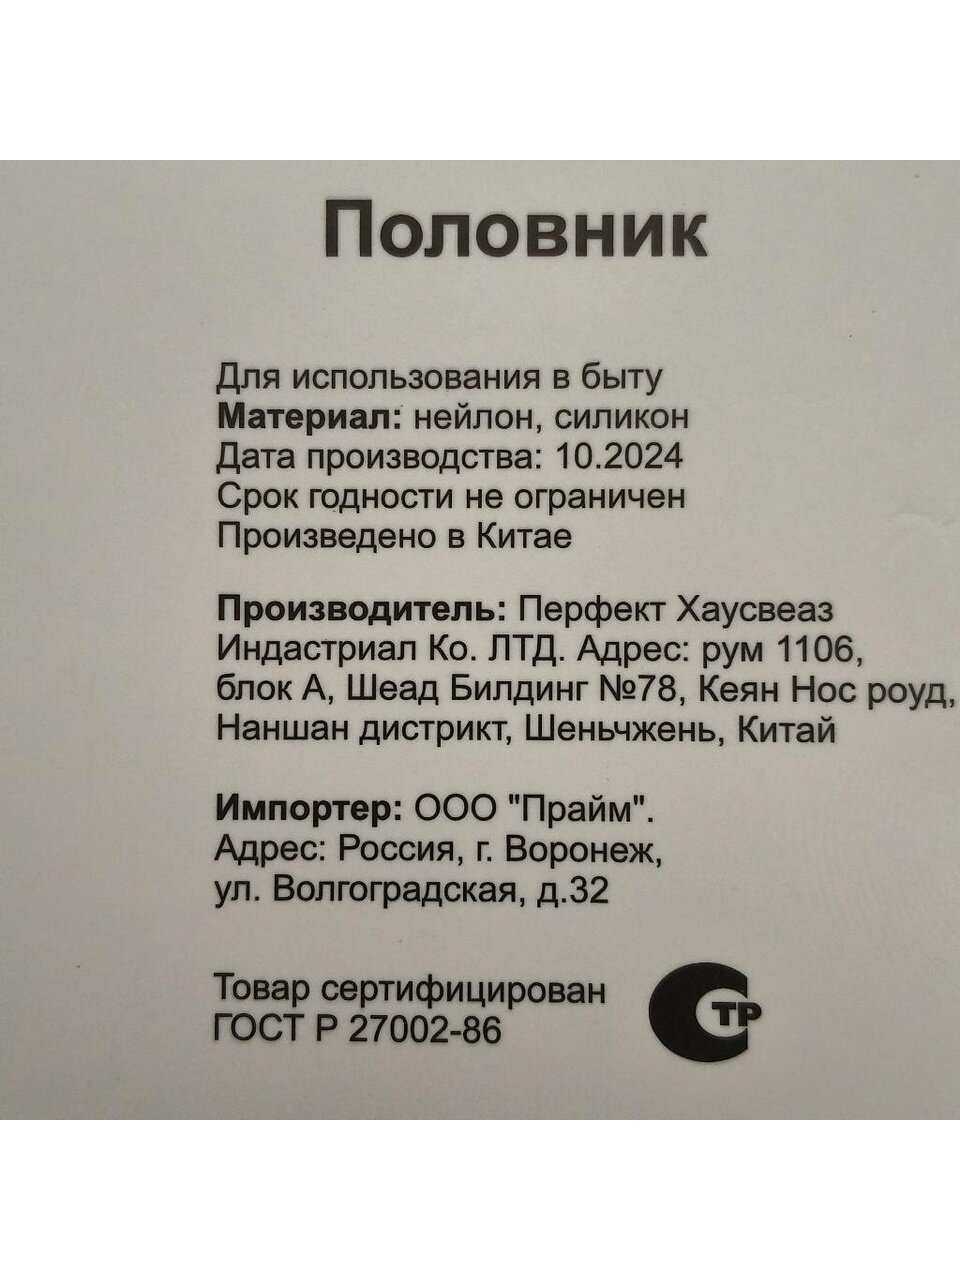 Половник
Для использования в быту
Материал: нейлон, силикон
Дата производства: 10.2024
Срок годности не ограничен
Произведено в Китае
Производитель: Перфект Хаусвеаз
Индастриал Ко. ЛТД. Адрес: рум 1106,
блок А, Шеад Билдинг №78, Кеян Нос роуд,
Наншан дистрикт, Шеньчжень, Китай
Импортер: ООО "Прайм".
Адрес: Россия, г. Воронеж,
ул. Волгоградская, д.32
Товар сертифицирован
ГОСТ Р 27002-86
СТР